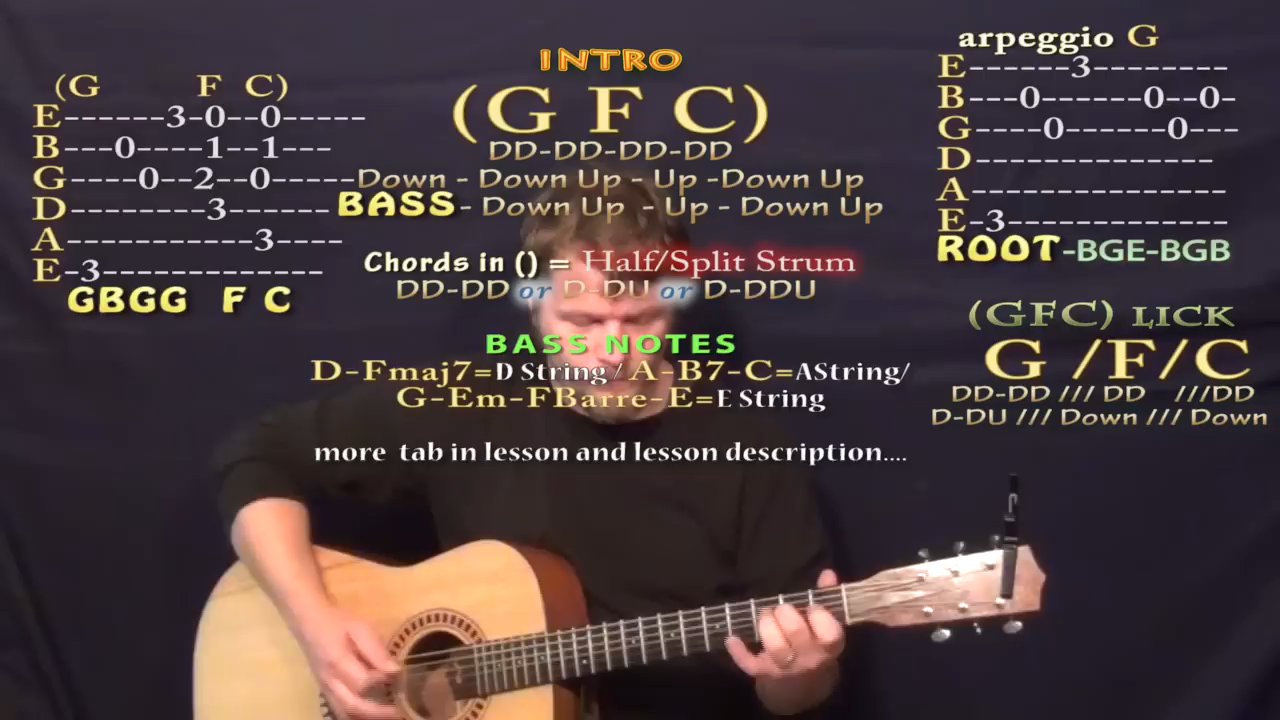 (G F C)
E------3-0--0-----
B---0----1--1---
G----0--2--0-----
D--------3------
A-----------3----
E-3-------------
GBGG F C
INTRO
(G F C)
DD-DD-DD-DD
Down - Down Up - Up -Down Up
BASS- Down Up - Up - Down Up
Chords in () = Half/Split Strum
DD-DD or D-DU or D-DDU
BASS NOTES
D-Fmaj7=D String / A-B7-C=AString/
G-Em-FBarre-E=E String
more tab in lesson and lesson description....
arpeggio G
E------3--------
B---0------0--0-
G----0------0---
D---------------
A---------------
E-3-------------
ROOT-BGE-BGB
(GFC) LICK
G /F/C
DD-DD /// DD ///DD
D-DU /// Down /// Down